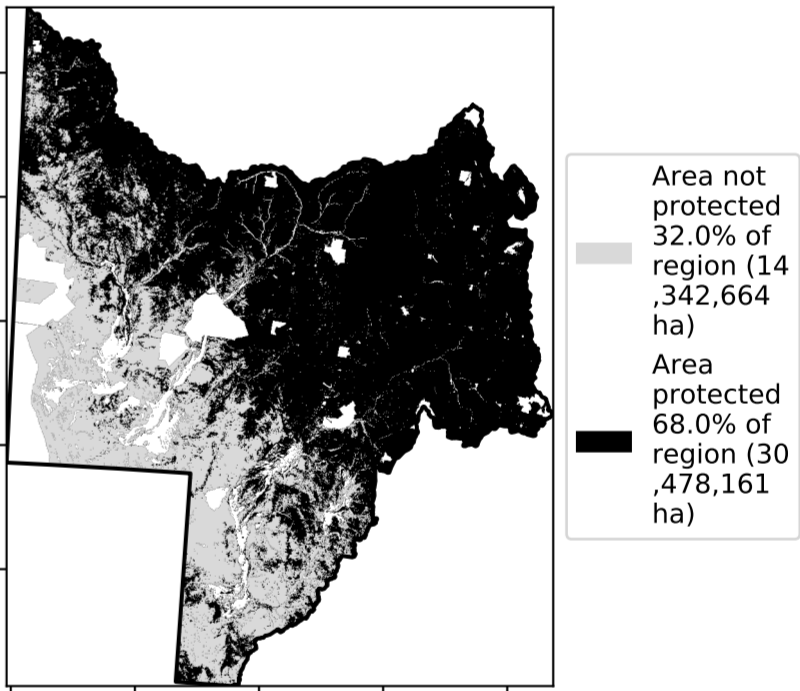 Area not
protected
32.0% of
region (14
,342,664
ha)
Area
protected
68.0% of
region (30
,478,161
ha)